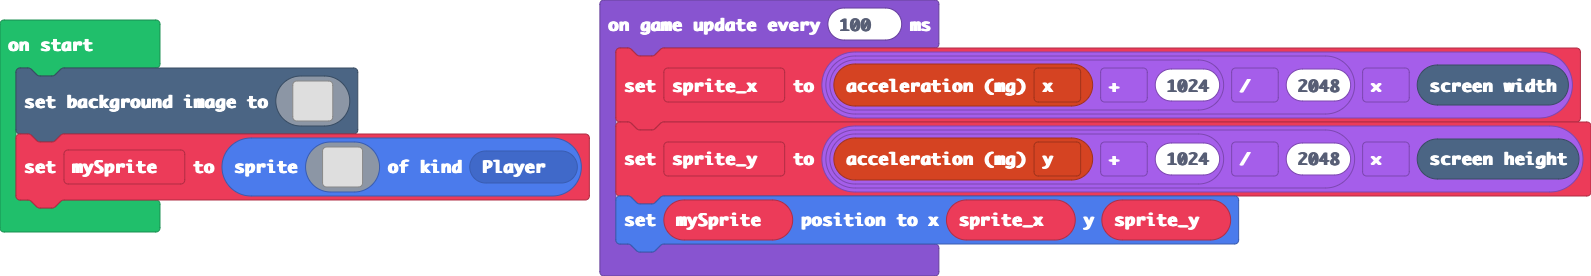 on start
set background image to
set mySprite to sprite of kind Player
on game update every 100 ms
set sprite_x to acceleration (mg) x + 1024 / 2048 x screen width
set sprite_y to acceleration (mg) y + 1024 / 2048 x screen height
set mySprite position to x sprite_x y sprite_y